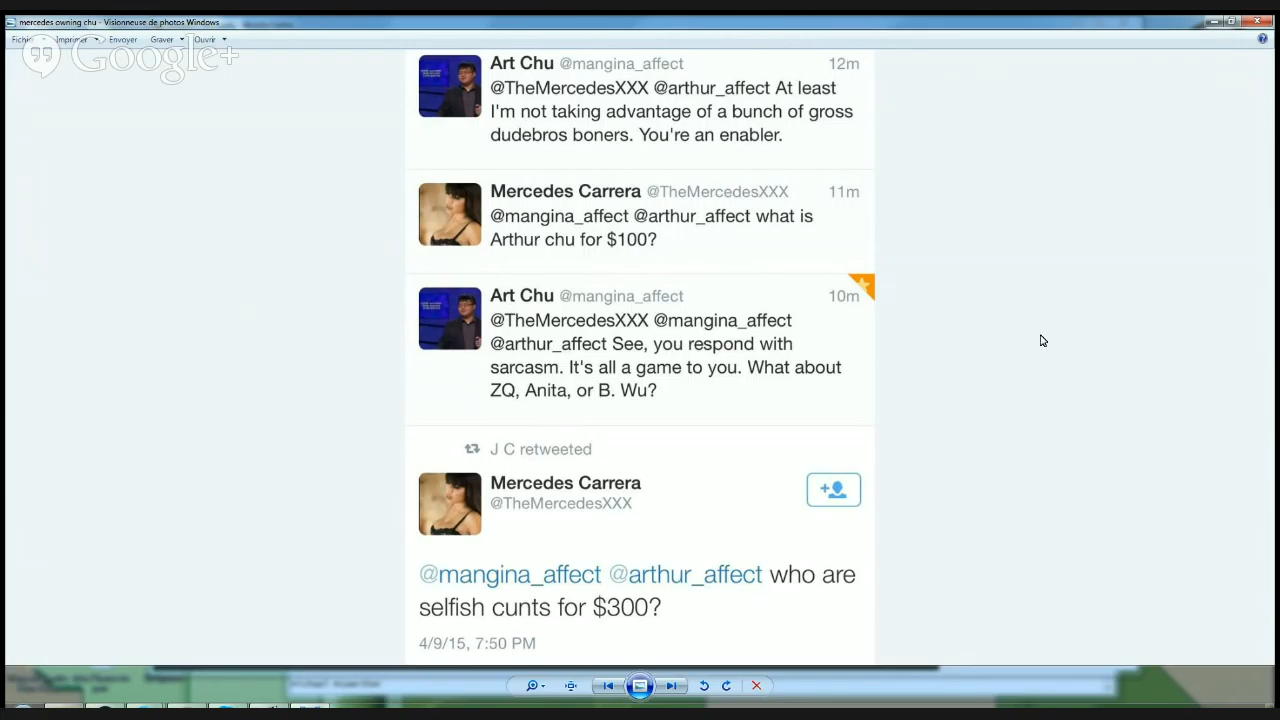 mercedes owning chu - Visionneuse de photos Windows
Fichier Imprimer Envoyer Graver Ouvrir
Google+
Art Chu @mangina_affect 12m
@TheMercedesXXX @arthur_affect At least
I'm not taking advantage of a bunch of gross
dudebros boners. You're an enabler.
Mercedes Carrera @TheMercedesXXX 11m
@mangina_affect @arthur_affect what is
Arthur chu for $100?
Art Chu @mangina_affect 10m
@TheMercedesXXX @mangina_affect
@arthur_affect See, you respond with
sarcasm. It's all a game to you. What about
ZQ, Anita, or B. Wu?
J C retweeted
Mercedes Carrera
@TheMercedesXXX
@mangina_affect @arthur_affect who are
selfish cunts for $300?
4/9/15, 7:50 PM